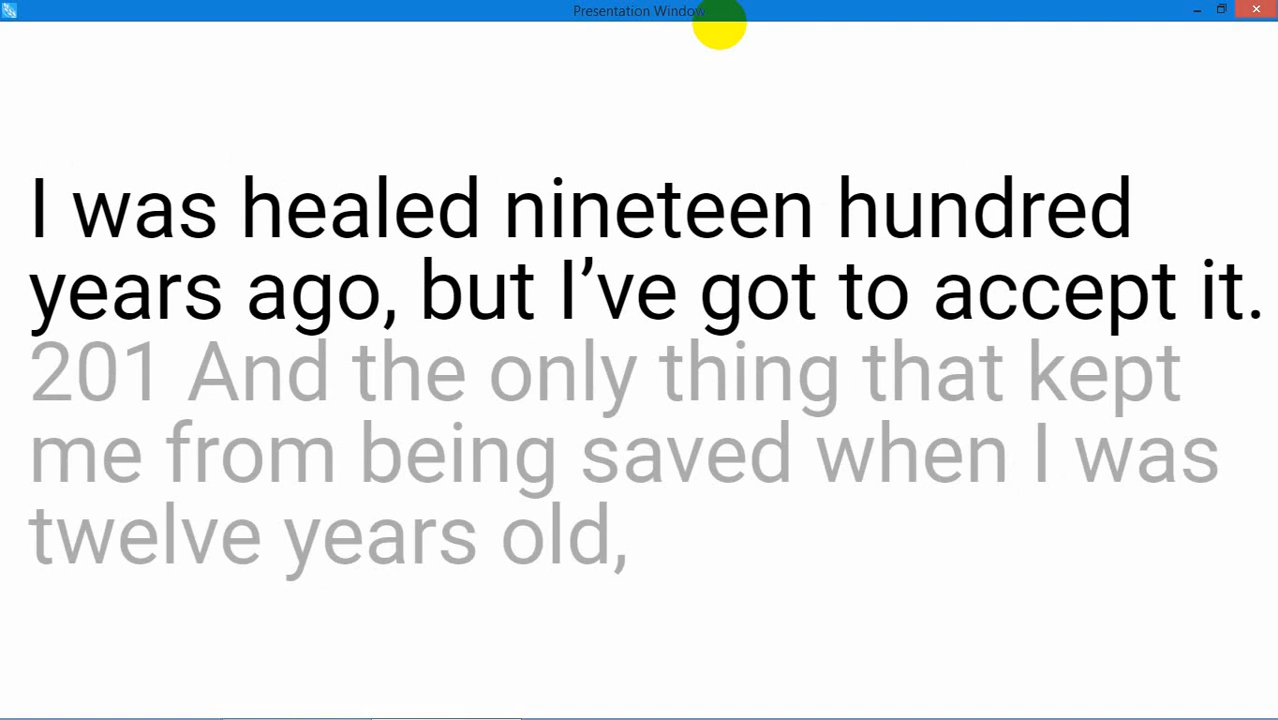 Presentation Window
I was healed nineteen hundred
years ago, but I’ve got to accept it.
201 And the only thing that kept
me from being saved when I was
twelve years old,